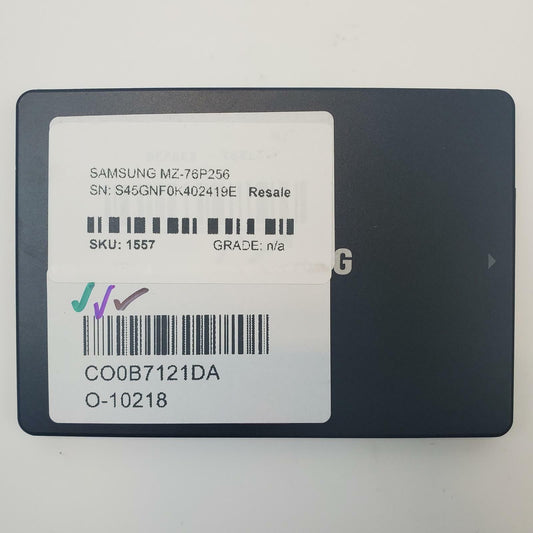 SAMSUNG MZ-76P256
SN: S45GNF0K402419E Resale
SKU: 1557 GRADE: n/a
G
CO0B7121DA
O-10218